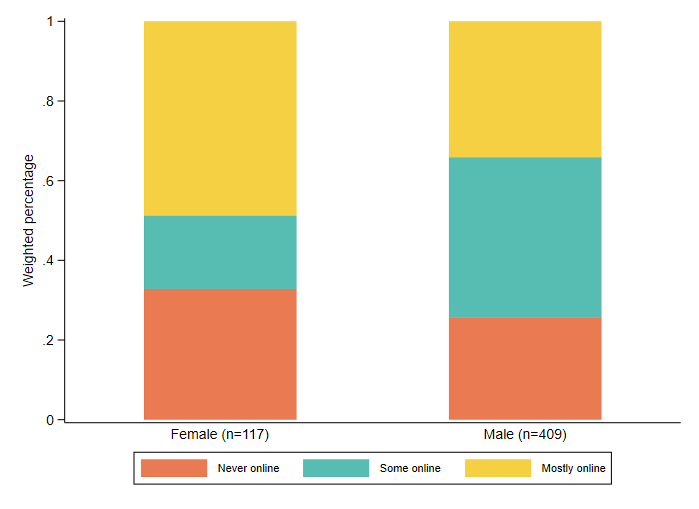 1
.8
.6
.4
.2
0
Weighted percentage
Female (n=117) Male (n=409)
Never online Some online Mostly online